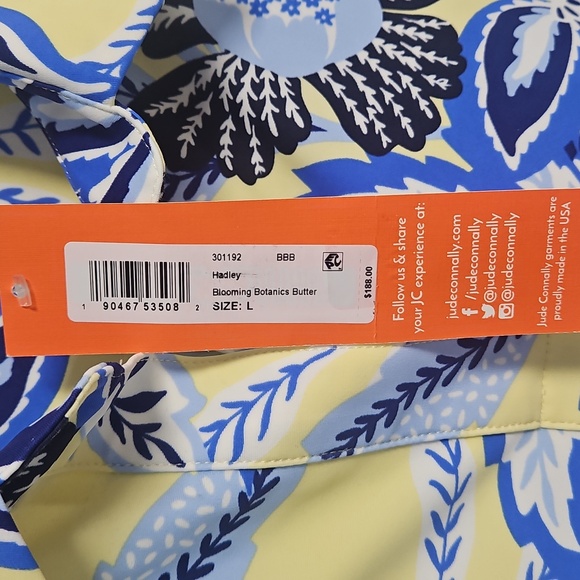 301192 BBB
Hadley
Blooming Botanics Butter
SIZE: L
1 90467 53508 2
$188.00
Follow us & share
your JC experience at:
judeconnally.com
/judeconnally
@judeconnally
@judeconnally
Jude Connally garments are
proudly made in the USA